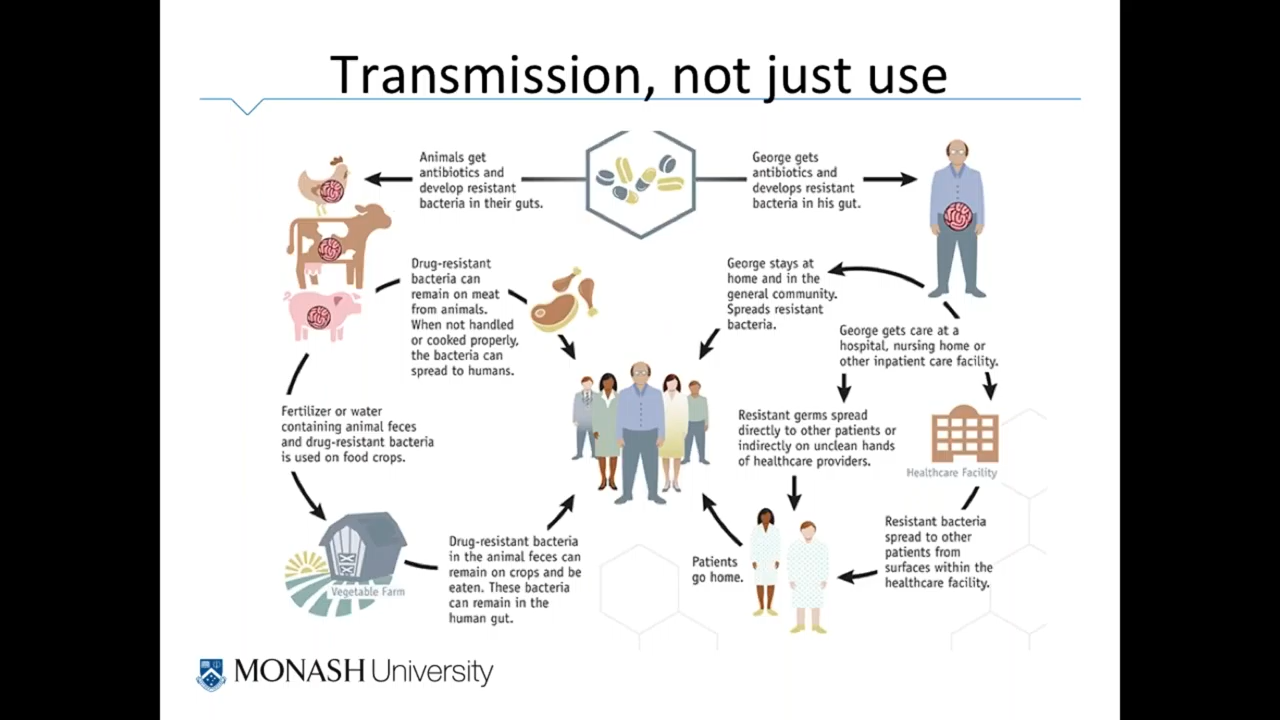 Transmission, not just use
Animals get
antibiotics and
develop resistant
bacteria in their guts.
George gets
antibiotics and
develops resistant
bacteria in his gut.
Drug-resistant
bacteria can
remain on meat
from animals.
When not handled
or cooked properly,
the bacteria can
spread to humans.
George stays at
home and in the
general community.
Spreads resistant
bacteria.
George gets care at a
hospital, nursing home or
other inpatient care facility.
Fertilizer or water
containing animal feces
and drug-resistant bacteria
is used on food crops.
Resistant germs spread
directly to other patients or
indirectly on unclean hands
of healthcare providers.
Healthcare Facility
Vegetable Farm
Drug-resistant bacteria
in the animal feces can
remain on crops and be
eaten. These bacteria
can remain in the
human gut.
Patients
go home.
Resistant bacteria
spread to other
patients from
surfaces within the
healthcare facility.
MONASH University